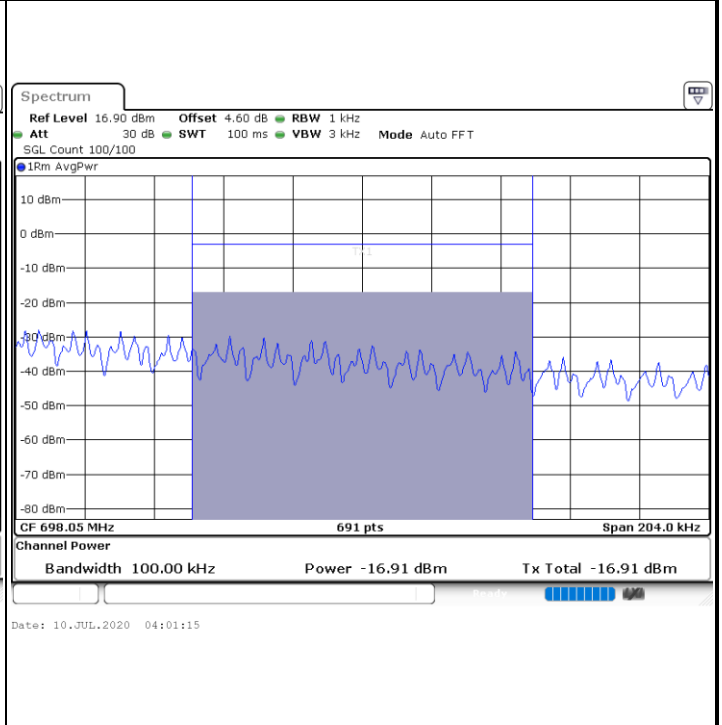 Spectrum
Ref Level 16.90 dBm Offset 4.60 dB RBW 1 kHz
Att 30 dB SWT 100 ms VBW 3 kHz Mode Auto FFT
SGL Count 100/100
1Rm AvgPwr
10 dBm
0 dBm
TX1
-10 dBm
-20 dBm
-30 dBm
-40 dBm
-50 dBm
-60 dBm
-70 dBm
-80 dBm
CF 698.05 MHz 691 pts Span 204.0 kHz
Channel Power
Bandwidth 100.00 kHz Power -16.91 dBm Tx Total -16.91 dBm
Ready
Date: 10.JUL.2020 04:01:15